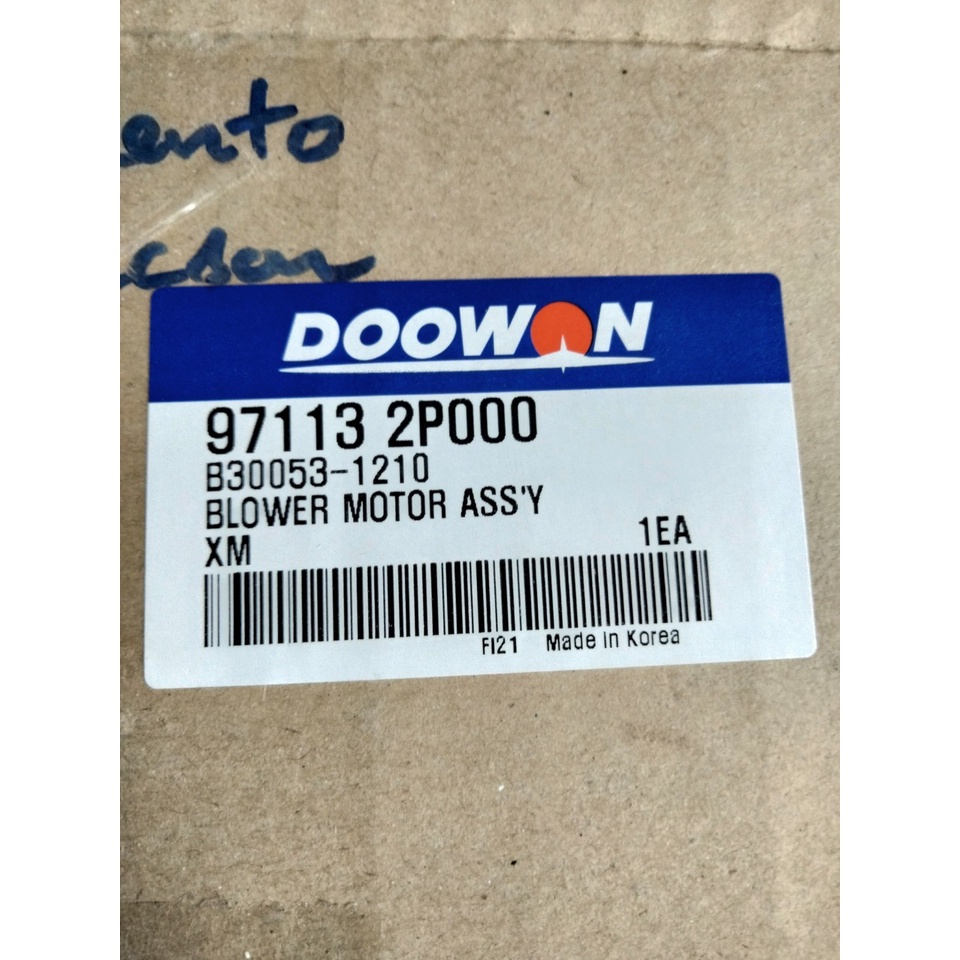 ento
DOOWON
97113 2P000
B30053-1210
BLOWER MOTOR ASS'Y
XM 1EA
FI21 Made in Korea